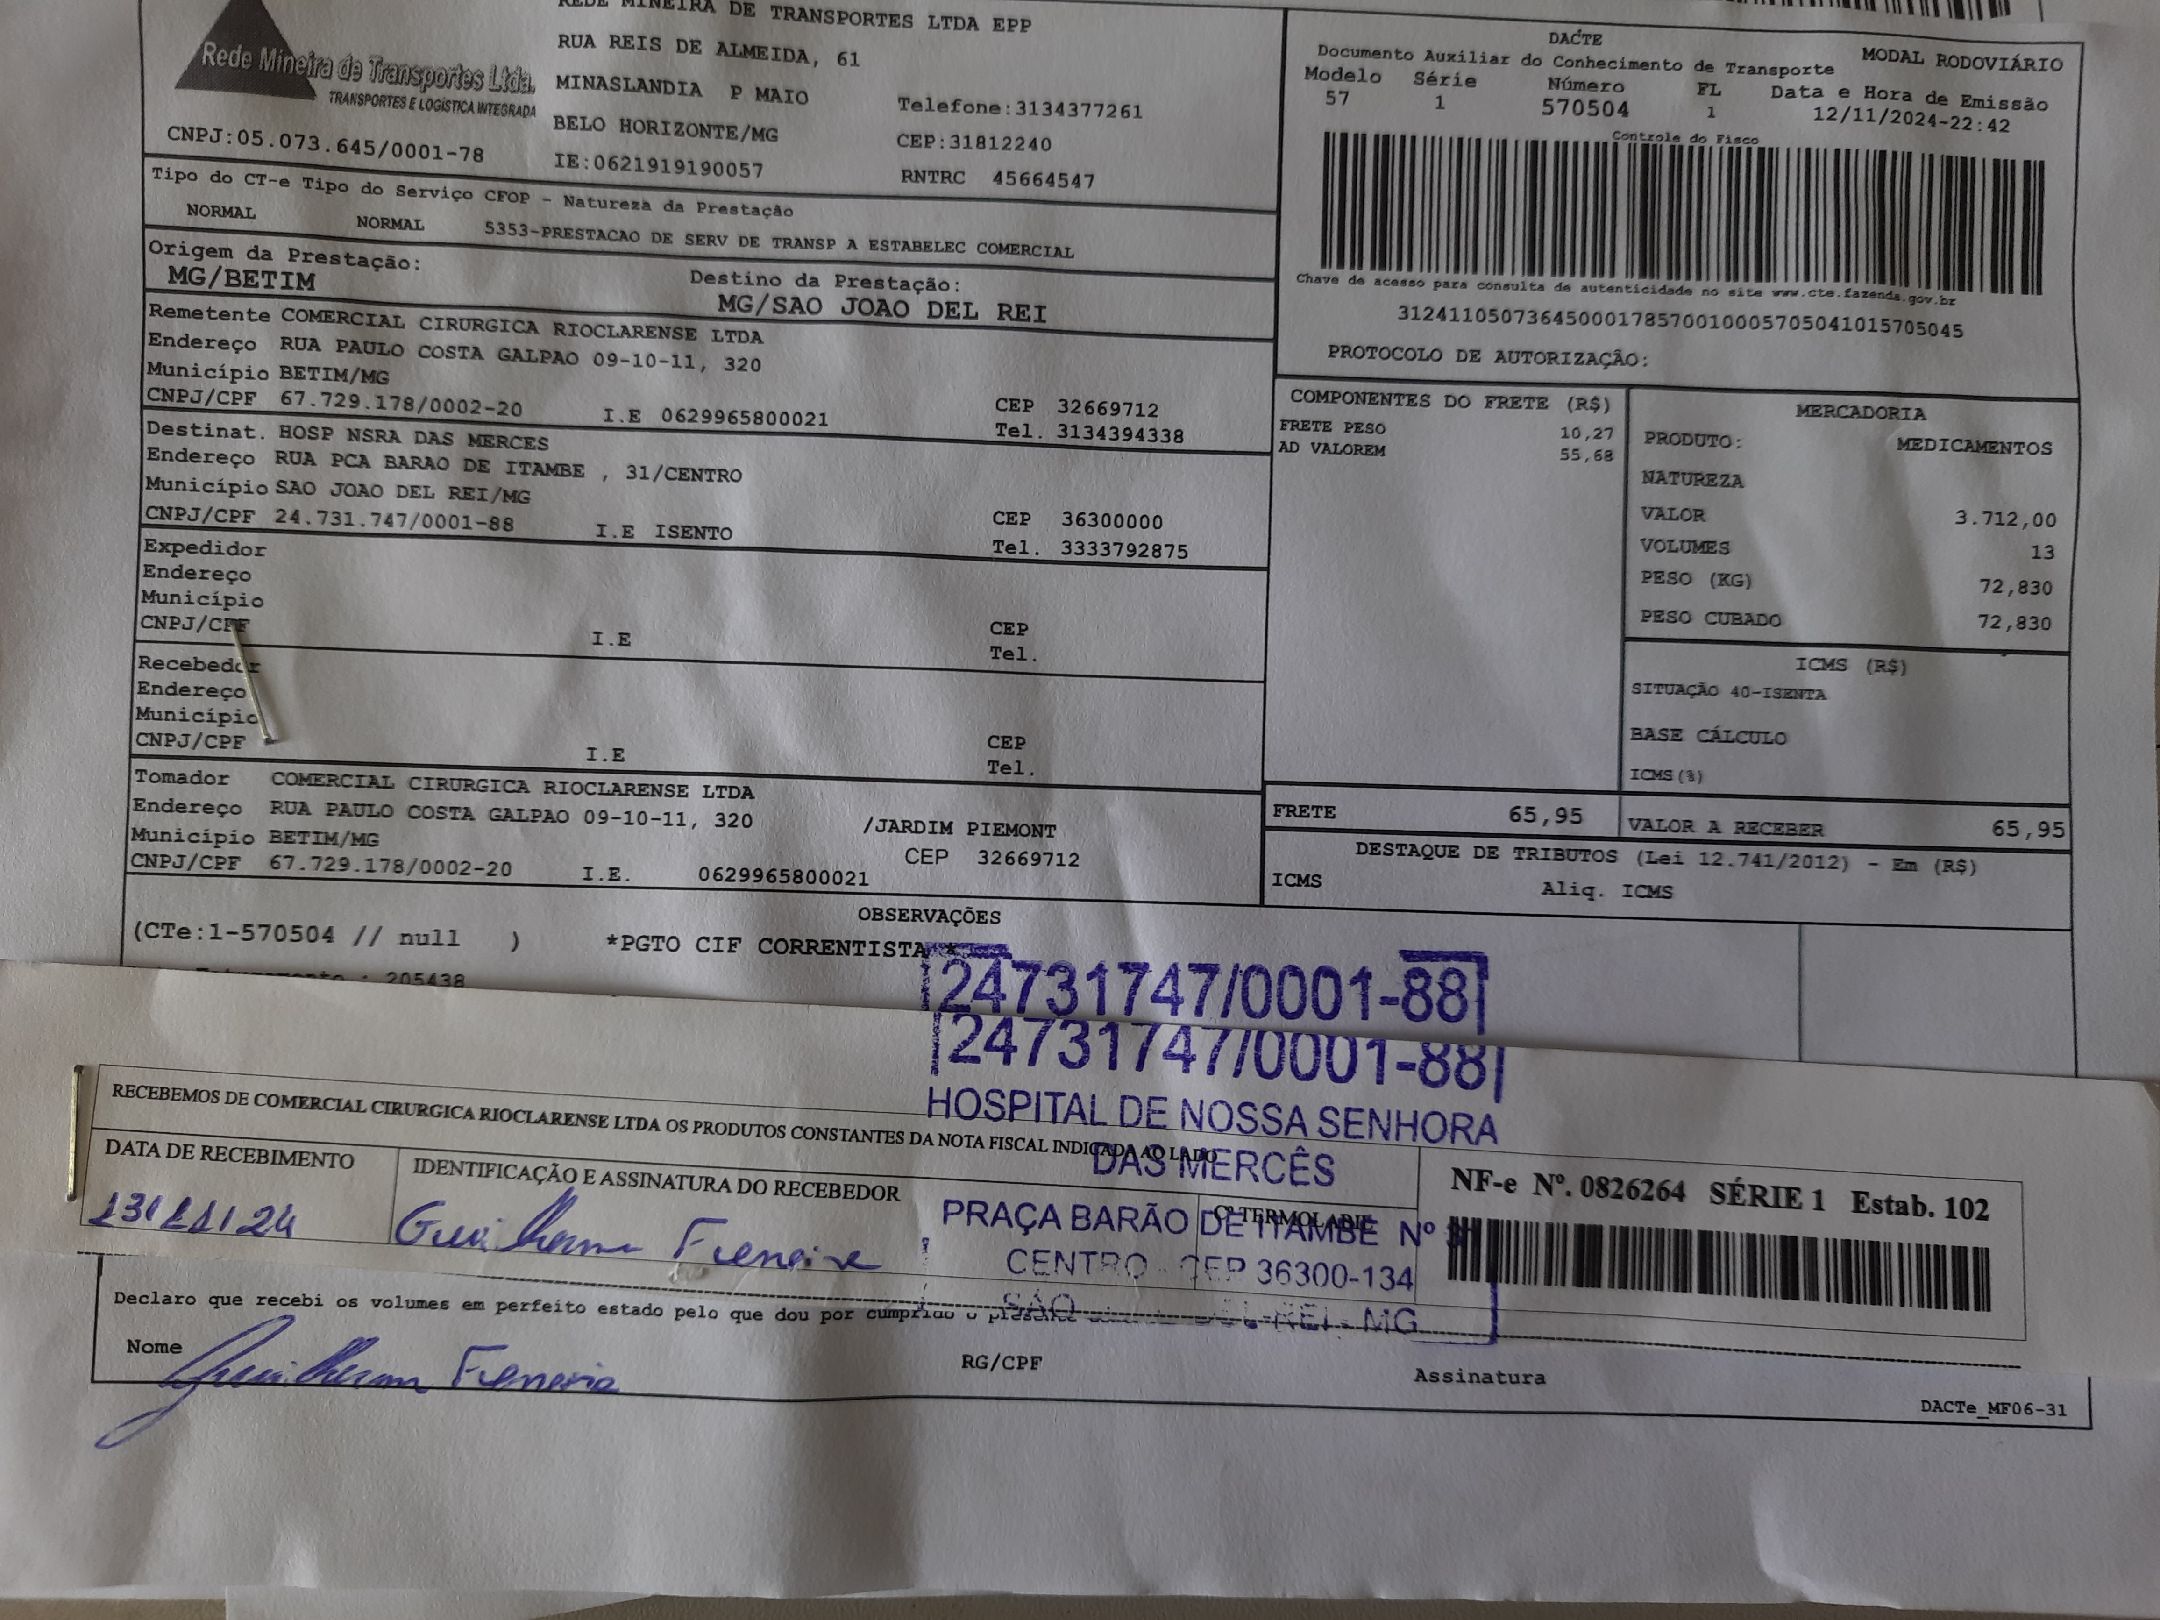 REDE MINEIRA DE TRANSPORTES LTDA EPP
Rede Mineira de Transportes Ltda.
TRANSPORTES E LOGÍSTICA INTEGRADA
RUA REIS DE ALMEIDA, 61
MINASLANDIA P MAIO
Telefone:3134377261
BELO HORIZONTE/MG
CEP:31812240
CNPJ:05.073.645/0001-78
IE:0621919190057
RNTRC 45664547
DACTE
MODAL RODOVIÁRIO
Documento Auxiliar do Conhecimento de Transporte
Modelo Série Número FL Data e Hora de Emissão
57 1 570504 1 12/11/2024-22:42
Controle do Fisco
Chave de acesso para consulta de autenticidade no site www.cte.fazenda.gov.br
31241105073645000178570010005705041015705045
PROTOCOLO DE AUTORIZAÇÃO:
Tipo do CT-e Tipo do Serviço CFOP - Natureza da Prestação
NORMAL NORMAL 5353-PRESTACAO DE SERV DE TRANSP A ESTABELEC COMERCIAL
Origem da Prestação: Destino da Prestação:
MG/BETIM MG/SAO JOAO DEL REI
Remetente COMERCIAL CIRURGICA RIOCLARENSE LTDA
Endereço RUA PAULO COSTA GALPAO 09-10-11, 320
Município BETIM/MG CEP 32669712
CNPJ/CPF 67.729.178/0002-20 I.E 0629965800021 Tel. 3134394338
Destinat. HOSP NSRA DAS MERCES
Endereço RUA PCA BARAO DE ITAMBE , 31/CENTRO
Município SAO JOAO DEL REI/MG CEP 36300000
CNPJ/CPF 24.731.747/0001-88 I.E ISENTO Tel. 3333792875
Expedidor
Endereço
Município CEP
CNPJ/CPF I.E Tel.
Recebedor
Endereço
Município CEP
CNPJ/CPF I.E Tel.
Tomador COMERCIAL CIRURGICA RIOCLARENSE LTDA
Endereço RUA PAULO COSTA GALPAO 09-10-11, 320 /JARDIM PIEMONT
Município BETIM/MG CEP 32669712
CNPJ/CPF 67.729.178/0002-20 I.E. 0629965800021
COMPONENTES DO FRETE (R$)
FRETE PESO 10,27
AD VALOREM 55,68
MERCADORIA
PRODUTO: MEDICAMENTOS
NATUREZA
VALOR 3.712,00
VOLUMES 13
PESO (KG) 72,830
PESO CUBADO 72,830
ICMS (R$)
SITUAÇÃO 40-ISENTA
BASE CÁLCULO
ICMS(%)
FRETE 65,95 VALOR A RECEBER 65,95
DESTAQUE DE TRIBUTOS (Lei 12.741/2012) - Em (R$)
ICMS Aliq. ICMS
OBSERVAÇÕES
(CTe:1-570504 // null ) *PGTO CIF CORRENTISTA *
205438
24731747/0001-88
24731747/0001-88
HOSPITAL DE NOSSA SENHORA
DAS MERCÊS
PRAÇA BARÃO DE ITAMBÉ Nº
CENTRO - CEP 36300-134
SÃO DEL-REI - MG
RECEBEMOS DE COMERCIAL CIRURGICA RIOCLARENSE LTDA OS PRODUTOS CONSTANTES DA NOTA FISCAL INDICADA AO LADO
DATA DE RECEBIMENTO IDENTIFICAÇÃO E ASSINATURA DO RECEBEDOR
13/11/24 Guilherme Ferreira
NF-e Nº. 0826264 SÉRIE 1 Estab. 102
Declaro que recebi os volumes em perfeito estado pelo que dou por cumprido o presente
Nome Guilherme Ferreira RG/CPF Assinatura
DACTe_MF06-31